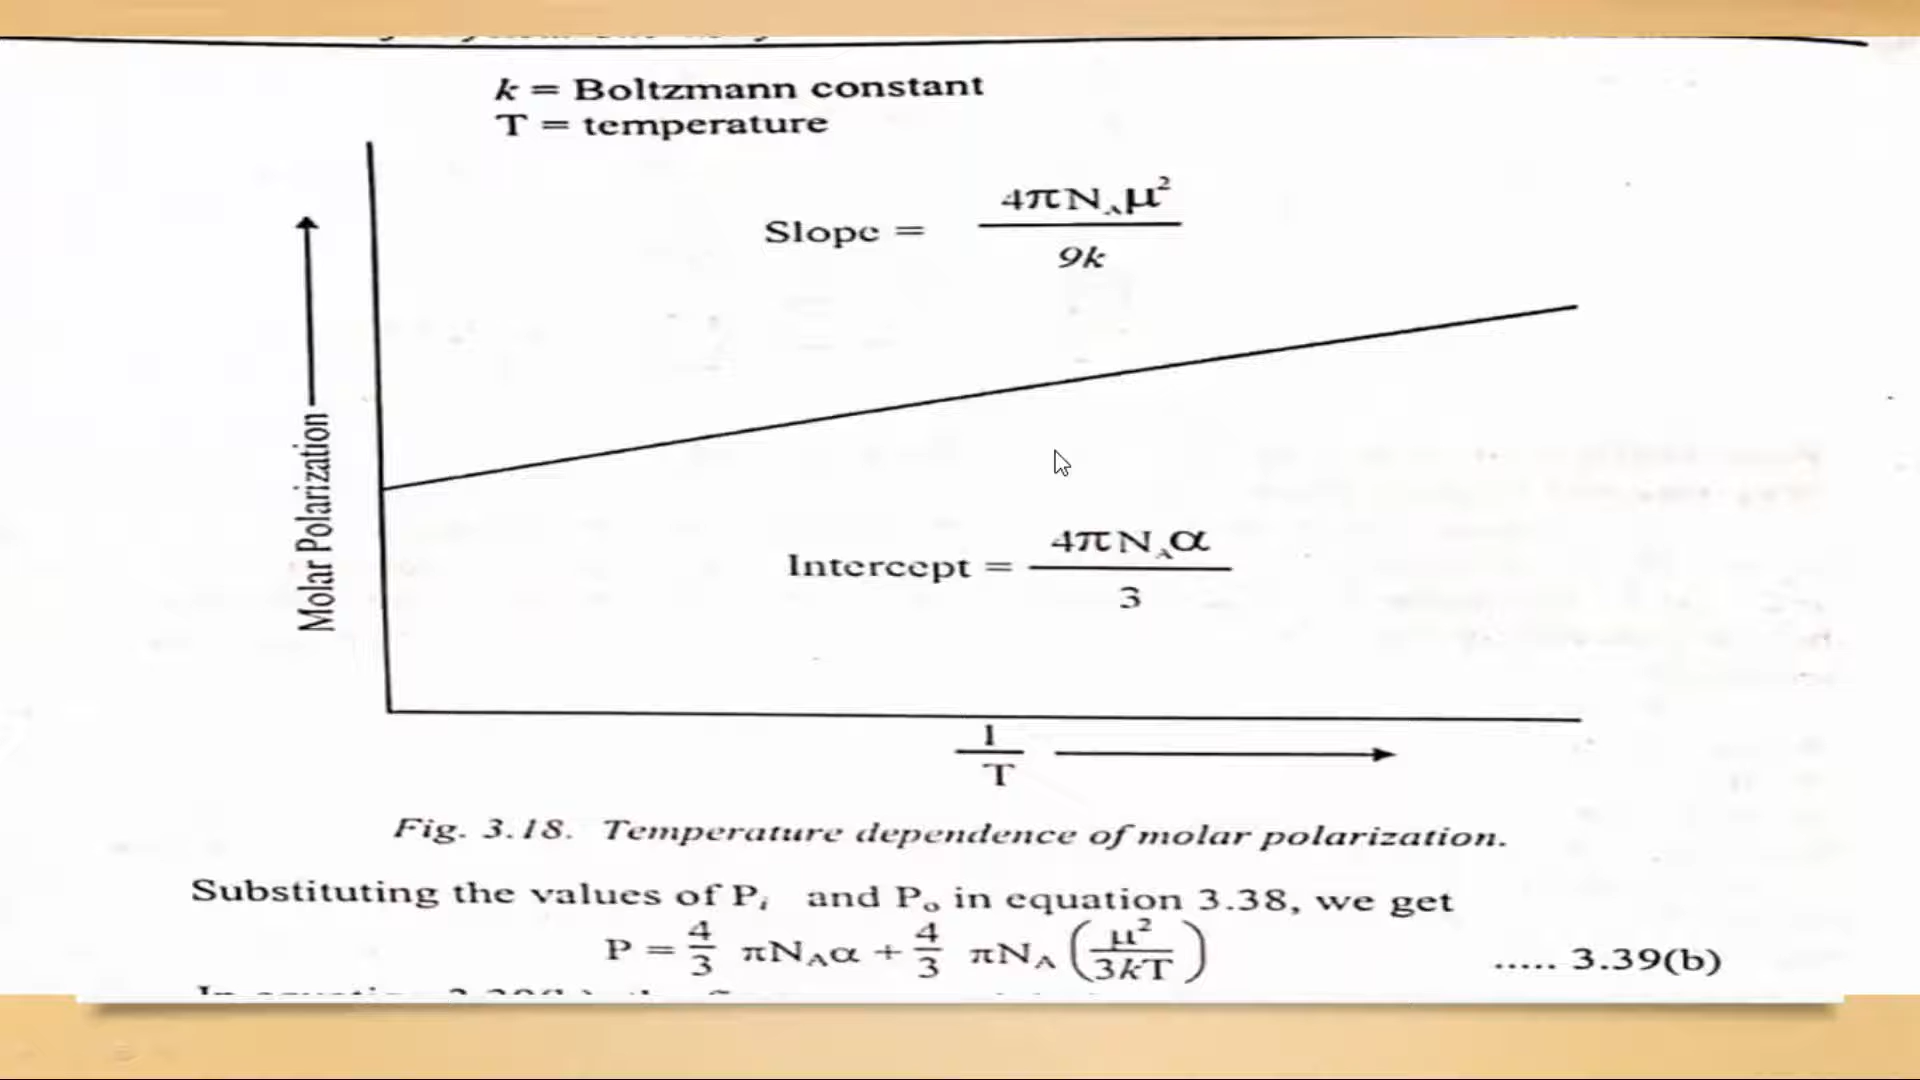 k = Boltzmann constant
T = temperature
Slope = 4πN_Aμ² / 9k
Molar Polarization
Intercept = 4πN_Aα / 3
1 / T
Fig. 3.18. Temperature dependence of molar polarization.
Substituting the values of P_i and P_o in equation 3.38, we get
P = 4/3 πN_Aα + 4/3 πN_A (μ² / 3kT) ..... 3.39(b)